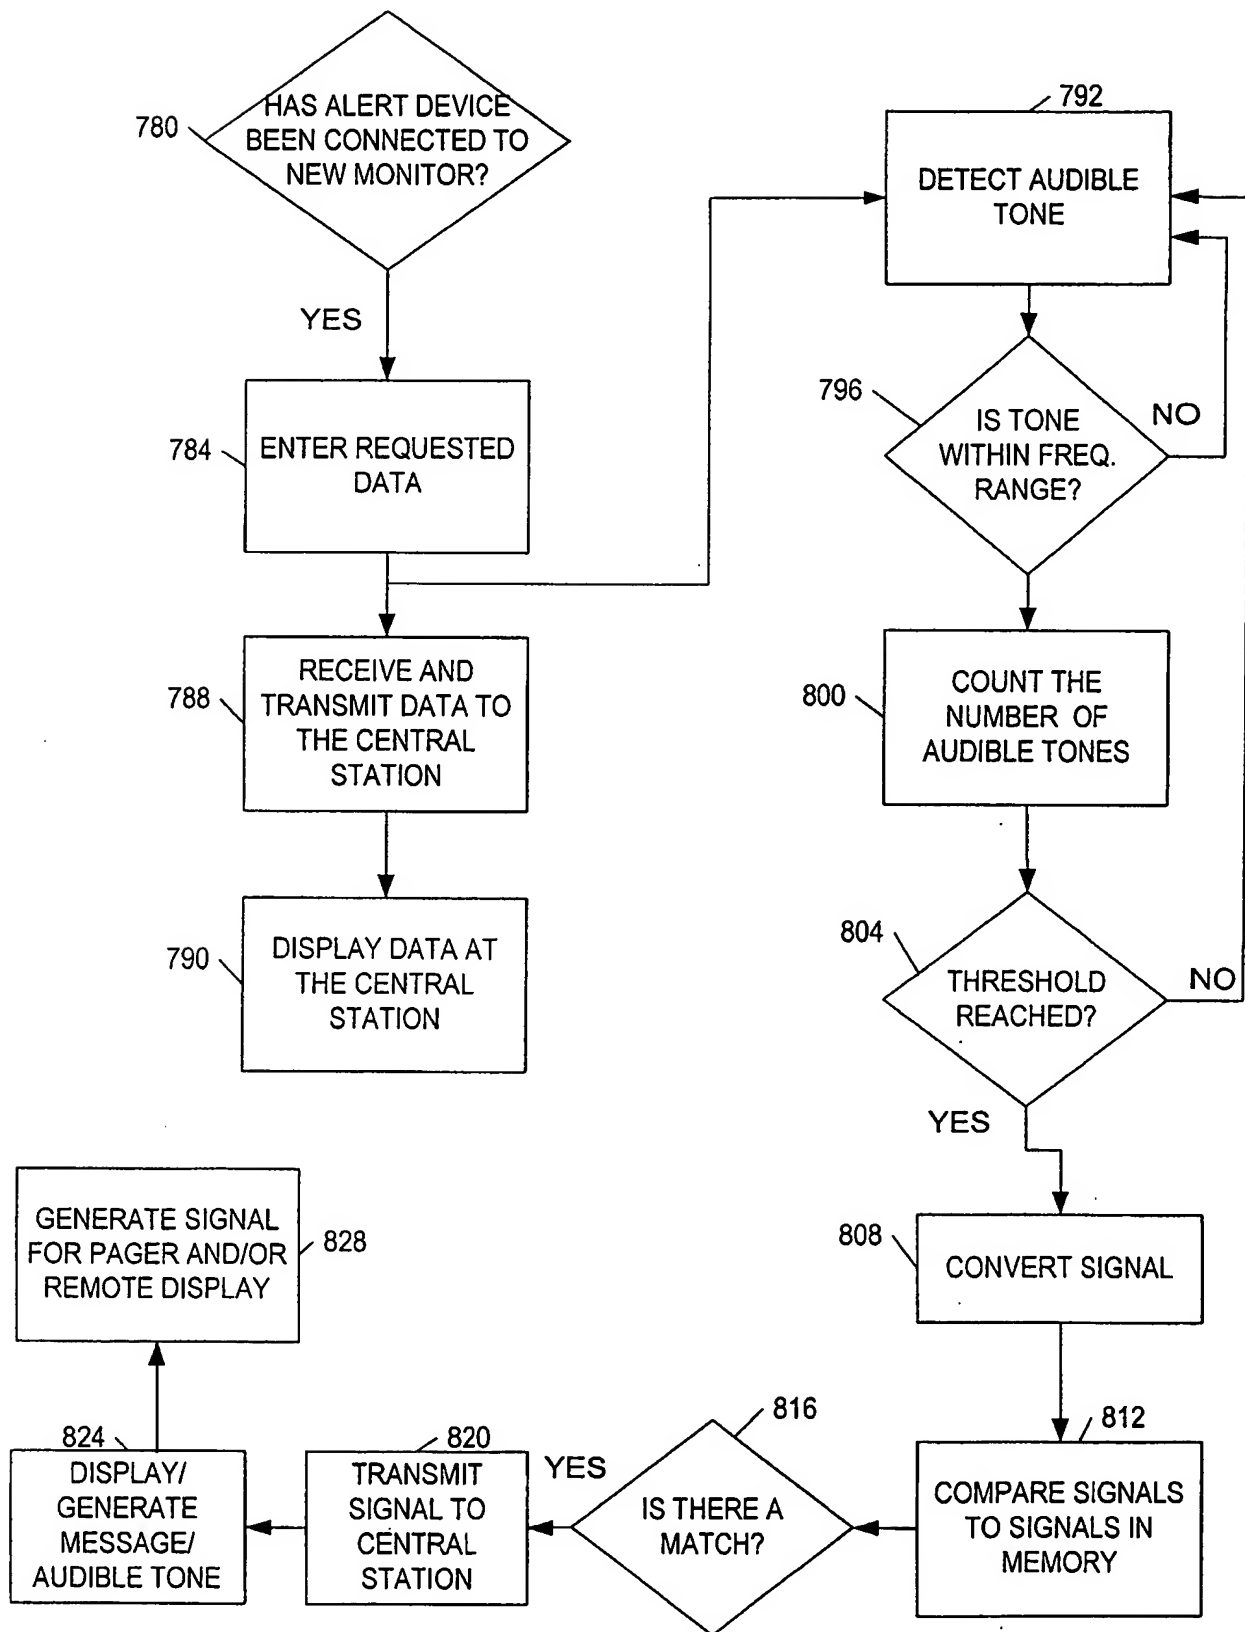 780
HAS ALERT DEVICE
BEEN CONNECTED TO
NEW MONITOR?
YES
784
ENTER REQUESTED
DATA
788
RECEIVE AND
TRANSMIT DATA TO
THE CENTRAL
STATION
790
DISPLAY DATA AT
THE CENTRAL
STATION
792
DETECT AUDIBLE
TONE
796
IS TONE
WITHIN FREQ.
RANGE?
NO
800
COUNT THE
NUMBER OF
AUDIBLE TONES
804
THRESHOLD
REACHED?
NO
YES
808
CONVERT SIGNAL
812
COMPARE SIGNALS
TO SIGNALS IN
MEMORY
816
IS THERE A
MATCH?
YES
820
TRANSMIT
SIGNAL TO
CENTRAL
STATION
824
DISPLAY/
GENERATE
MESSAGE/
AUDIBLE TONE
828
GENERATE SIGNAL
FOR PAGER AND/OR
REMOTE DISPLAY